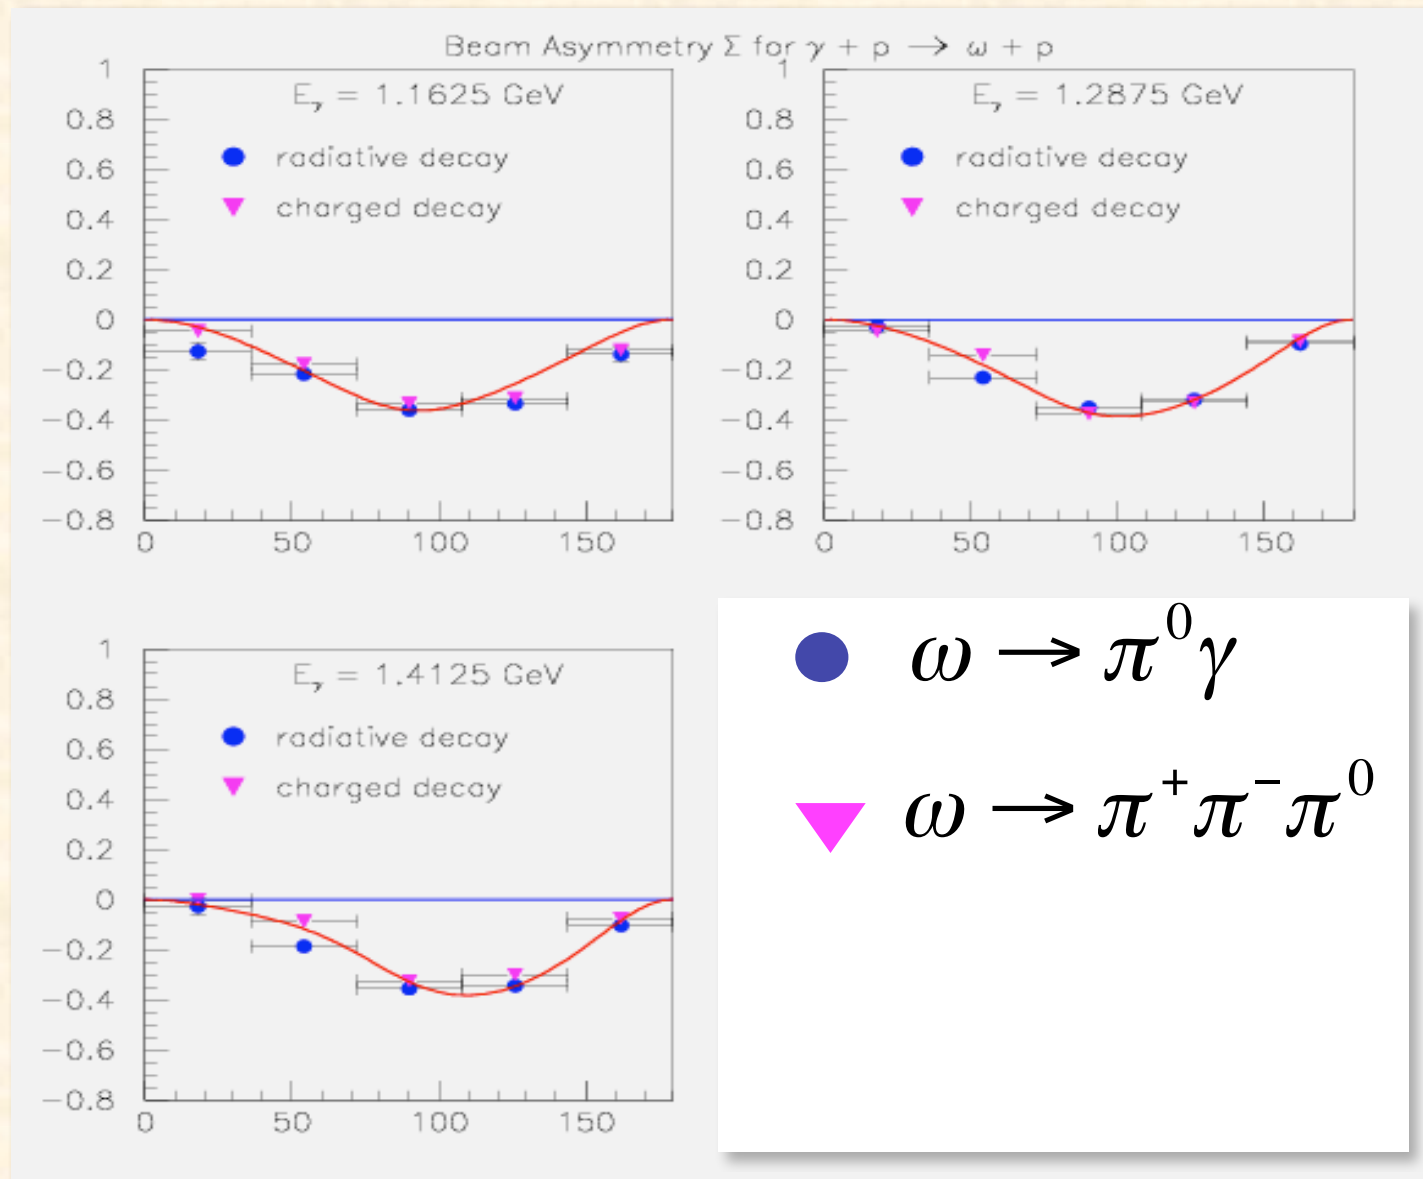 Beam Asymmetry Σ for γ + p → ω + p
E_γ = 1.1625 GeV
radiative decay
charged decay
1
0.8
0.6
0.4
0.2
0
−0.2
−0.4
−0.6
−0.8
0 50 100 150
E_γ = 1.2875 GeV
radiative decay
charged decay
1
0.8
0.6
0.4
0.2
0
−0.2
−0.4
−0.6
−0.8
0 50 100 150
E_γ = 1.4125 GeV
radiative decay
charged decay
1
0.8
0.6
0.4
0.2
0
−0.2
−0.4
−0.6
−0.8
0 50 100 150
ω → π⁰γ
ω → π⁺π⁻π⁰